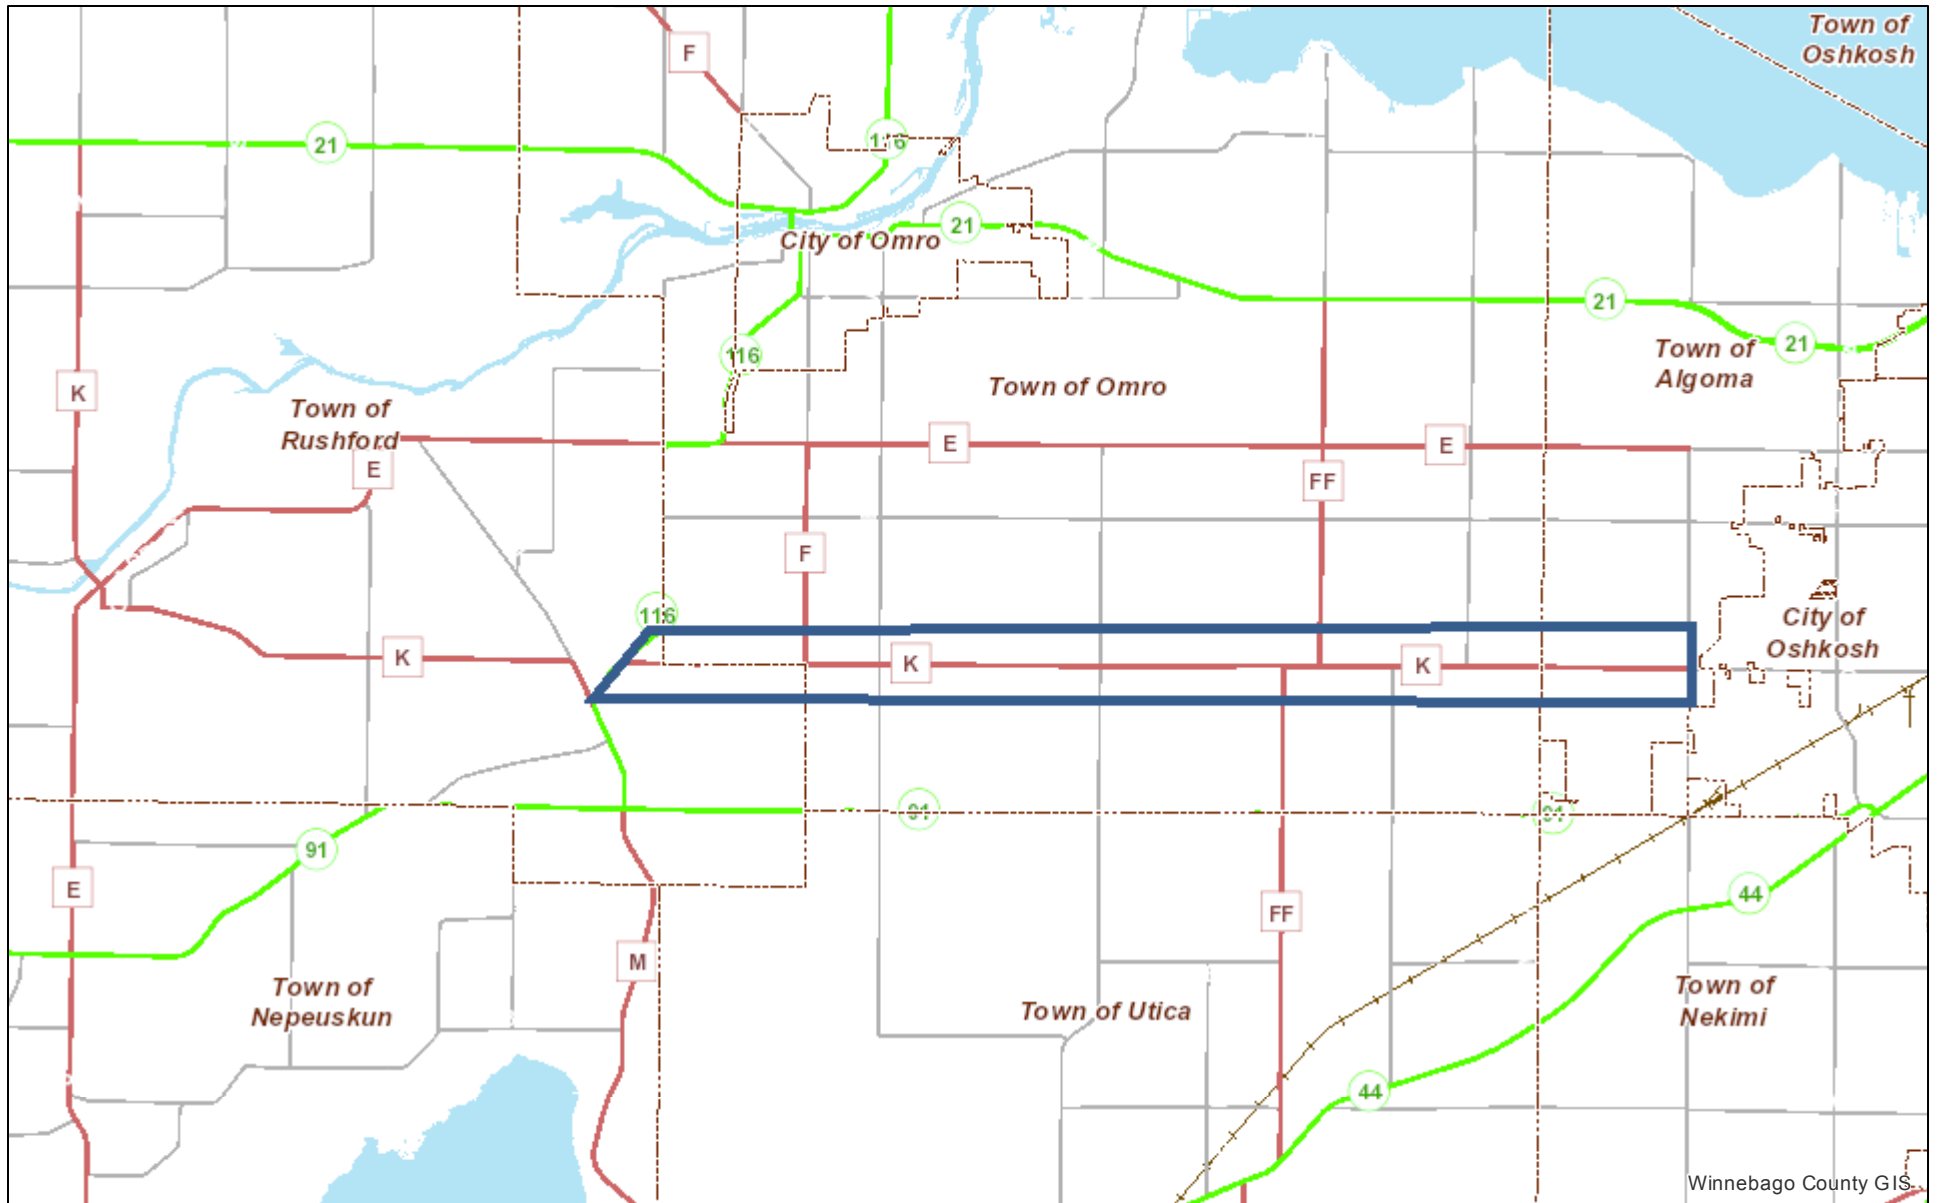 Town of
Oshkosh
F
21
116
21
City of Omro
21
116
21
Town of
Algoma
K
Town of Omro
Town of
Rushford
E
E
E
FF
F
116
City of
Oshkosh
K
K
K
91
91
91
E
44
FF
M
Town of
Nepeuskun
Town of Utica
Town of
Nekimi
44
Winnebago County GIS